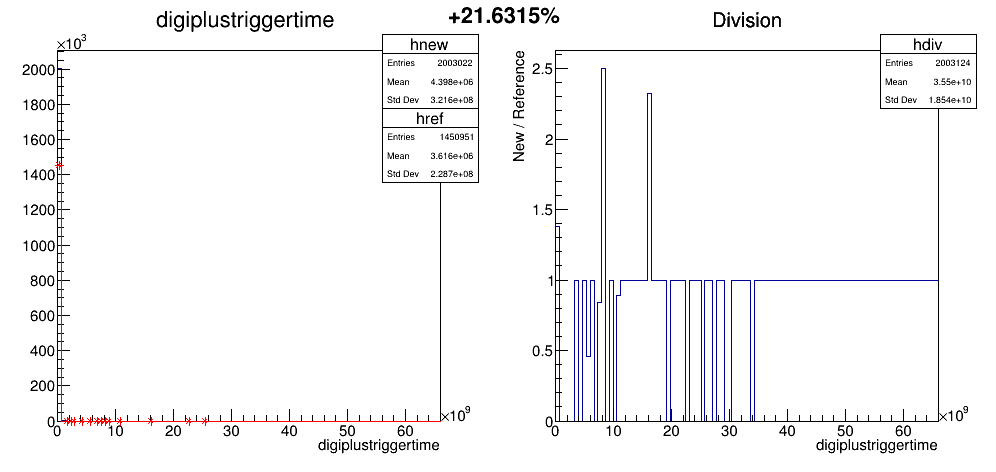 digiplustriggertime
+21.6315%
Division
×10³
hnew
Entries 2003022
Mean 4.398e+06
Std Dev 3.216e+08
href
Entries 1450951
Mean 3.616e+06
Std Dev 2.287e+08
2000
1800
1600
1400
1200
1000
800
600
400
200
0
0 10 20 30 40 50 60
×10⁹
digiplustriggertime
hdiv
Entries 2003124
Mean 3.55e+10
Std Dev 1.854e+10
New / Reference
2.5
2
1.5
1
0.5
0
0 10 20 30 40 50 60
×10⁹
digiplustriggertime